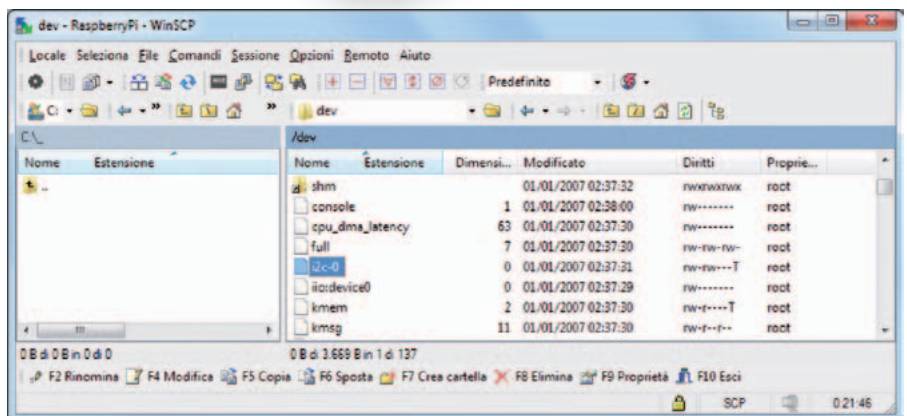 dev - RaspberryPi - WinSCP
Locale Seleziona File Comandi Sessione Opzioni Remoto Aiuto
Predefinito
C: dev
C:\_ /dev
Nome Estensione Nome Estensione Dimensi... Modificato Diritti Proprie...
.. shm 01/01/2007 02:37:32 rwxrwxrwx root
console 1 01/01/2007 02:38:00 rw------- root
cpu_dma_latency 63 01/01/2007 02:37:30 rw------- root
full 7 01/01/2007 02:37:30 rw-rw-rw- root
i2c-0 0 01/01/2007 02:37:31 rw-rw---T root
iio:device0 0 01/01/2007 02:37:29 rw------- root
kmem 2 01/01/2007 02:37:30 rw-r----T root
kmsg 11 01/01/2007 02:37:30 rw-r--r-- root
0 B di 0 B in 0 di 0 0 B di 3.669 B in 1 di 137
F2 Rinomina F4 Modifica F5 Copia F6 Sposta F7 Crea cartella F8 Elimina F9 Proprietà F10 Esci
SCP 0:21:46